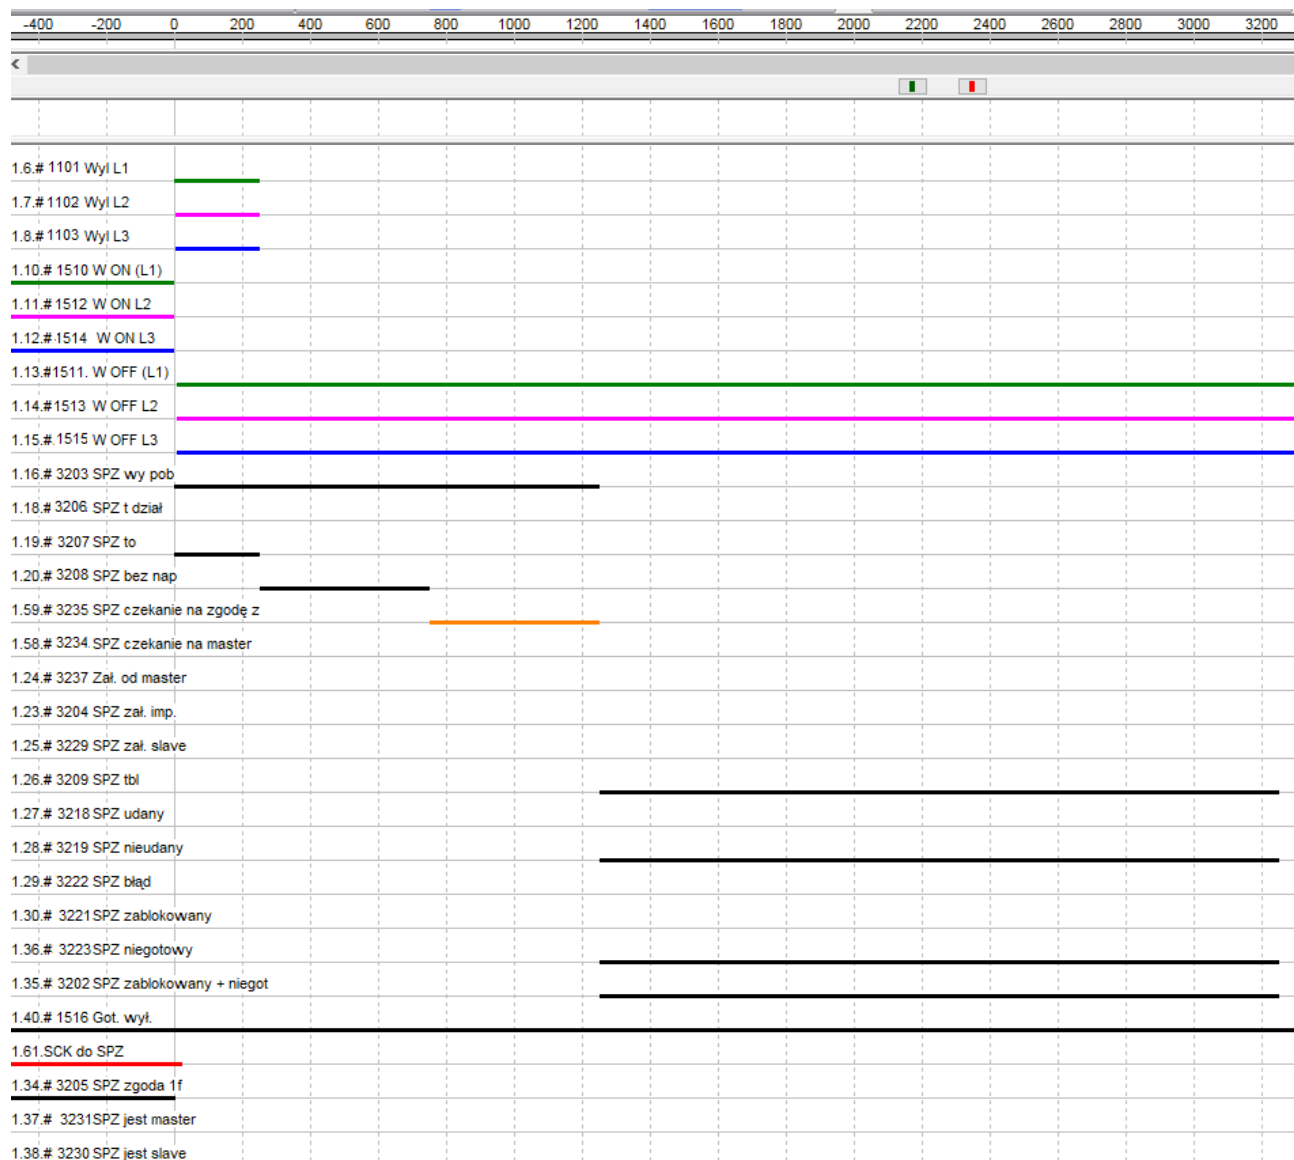 -400 -200 0 200 400 600 800 1000 1200 1400 1600 1800 2000 2200 2400 2600 2800 3000 3200
1.6.# 1101 Wyl L1
1.7.# 1102 Wyl L2
1.8.# 1103 Wyl L3
1.10.# 1510 W ON (L1)
1.11.# 1512 W ON L2
1.12.# 1514 W ON L3
1.13.#1511. W OFF (L1)
1.14.#1513 W OFF L2
1.15.#.1515 W OFF L3
1.16.# 3203 SPZ wy pob
1.18.# 3206 SPZ t dział
1.19.# 3207 SPZ to
1.20.# 3208 SPZ bez nap
1.59.# 3235 SPZ czekanie na zgodę z
1.58.# 3234. SPZ czekanie na master
1.24.# 3237 Zał. od master
1.23.# 3204 SPZ zał. imp.
1.25.# 3229 SPZ zał. slave
1.26.# 3209 SPZ tbl
1.27.# 3218 SPZ udany
1.28.# 3219 SPZ nieudany
1.29.# 3222 SPZ błąd
1.30.# 3221 SPZ zablokowany
1.36.# 3223 SPZ niegotowy
1.35.# 3202 SPZ zablokowany + niegot
1.40.# 1516 Got. wył.
1.61.SCK do SPZ
1.34.# 3205 SPZ zgoda 1f
1.37.# 3231 SPZ jest master
1.38.# 3230 SPZ jest slave